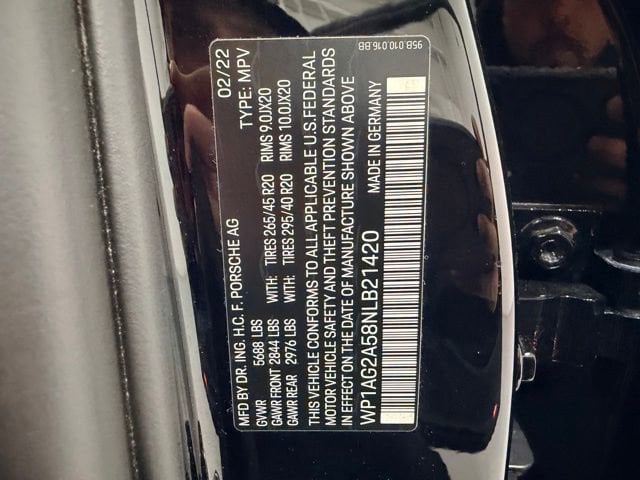 95B.010.016.BB
02/22
MFD BY DR. ING. H.C. F. PORSCHE AG TYPE: MPV
GVWR 5688 LBS
GAWR FRONT 2844 LBS WITH: TIRES 265/45 R20 RIMS 9.0JX20
GAWR REAR 2976 LBS WITH: TIRES 295/40 R20 RIMS 10.0JX20
THIS VEHICLE CONFORMS TO ALL APPLICABLE U.S. FEDERAL
MOTOR VEHICLE SAFETY AND THEFT PREVENTION STANDARDS
IN EFFECT ON THE DATE OF MANUFACTURE SHOWN ABOVE
WP1AG2A58NLB21420 MADE IN GERMANY